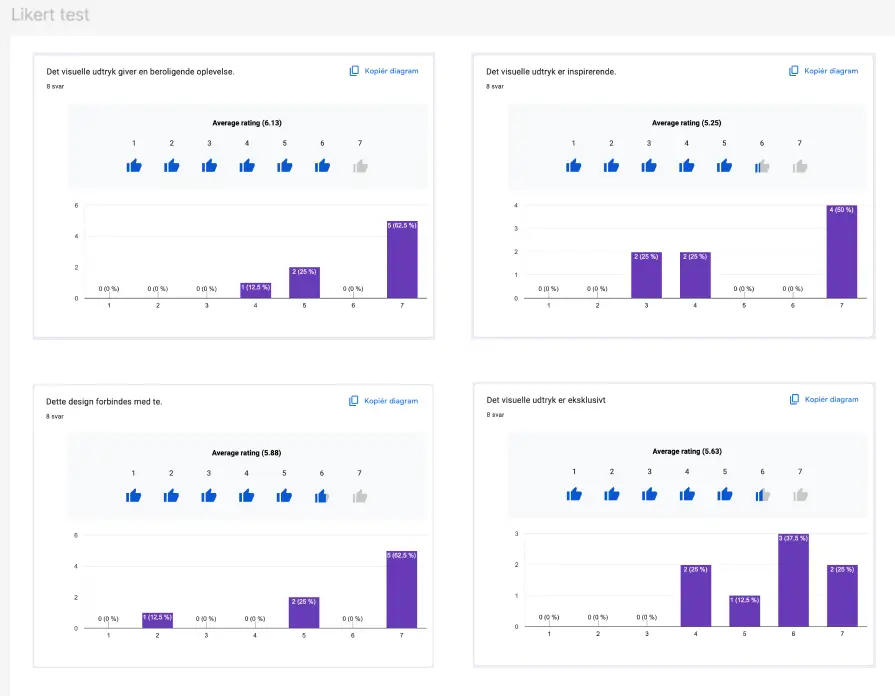 Likert test
Det visuelle udtryk giver en beroligende oplevelse.
Kopiér diagram
8 svar
Average rating (6.13)
1 2 3 4 5 6 7
6
4
2
0
0 (0 %) 0 (0 %) 0 (0 %) 1 (12,5 %) 2 (25 %) 0 (0 %) 5 (62,5 %)
1 2 3 4 5 6 7
Det visuelle udtryk er inspirerende.
Kopiér diagram
8 svar
Average rating (5.25)
1 2 3 4 5 6 7
4
3
2
1
0
0 (0 %) 0 (0 %) 2 (25 %) 2 (25 %) 0 (0 %) 0 (0 %) 4 (50 %)
1 2 3 4 5 6 7
Dette design forbindes med te.
Kopiér diagram
8 svar
Average rating (5.88)
1 2 3 4 5 6 7
6
4
2
0
0 (0 %) 1 (12,5 %) 0 (0 %) 0 (0 %) 2 (25 %) 0 (0 %) 5 (62,5 %)
1 2 3 4 5 6 7
Det visuelle udtryk er eksklusivt
Kopiér diagram
8 svar
Average rating (5.63)
1 2 3 4 5 6 7
3
2
1
0
0 (0 %) 0 (0 %) 0 (0 %) 2 (25 %) 1 (12,5 %) 3 (37,5 %) 2 (25 %)
1 2 3 4 5 6 7